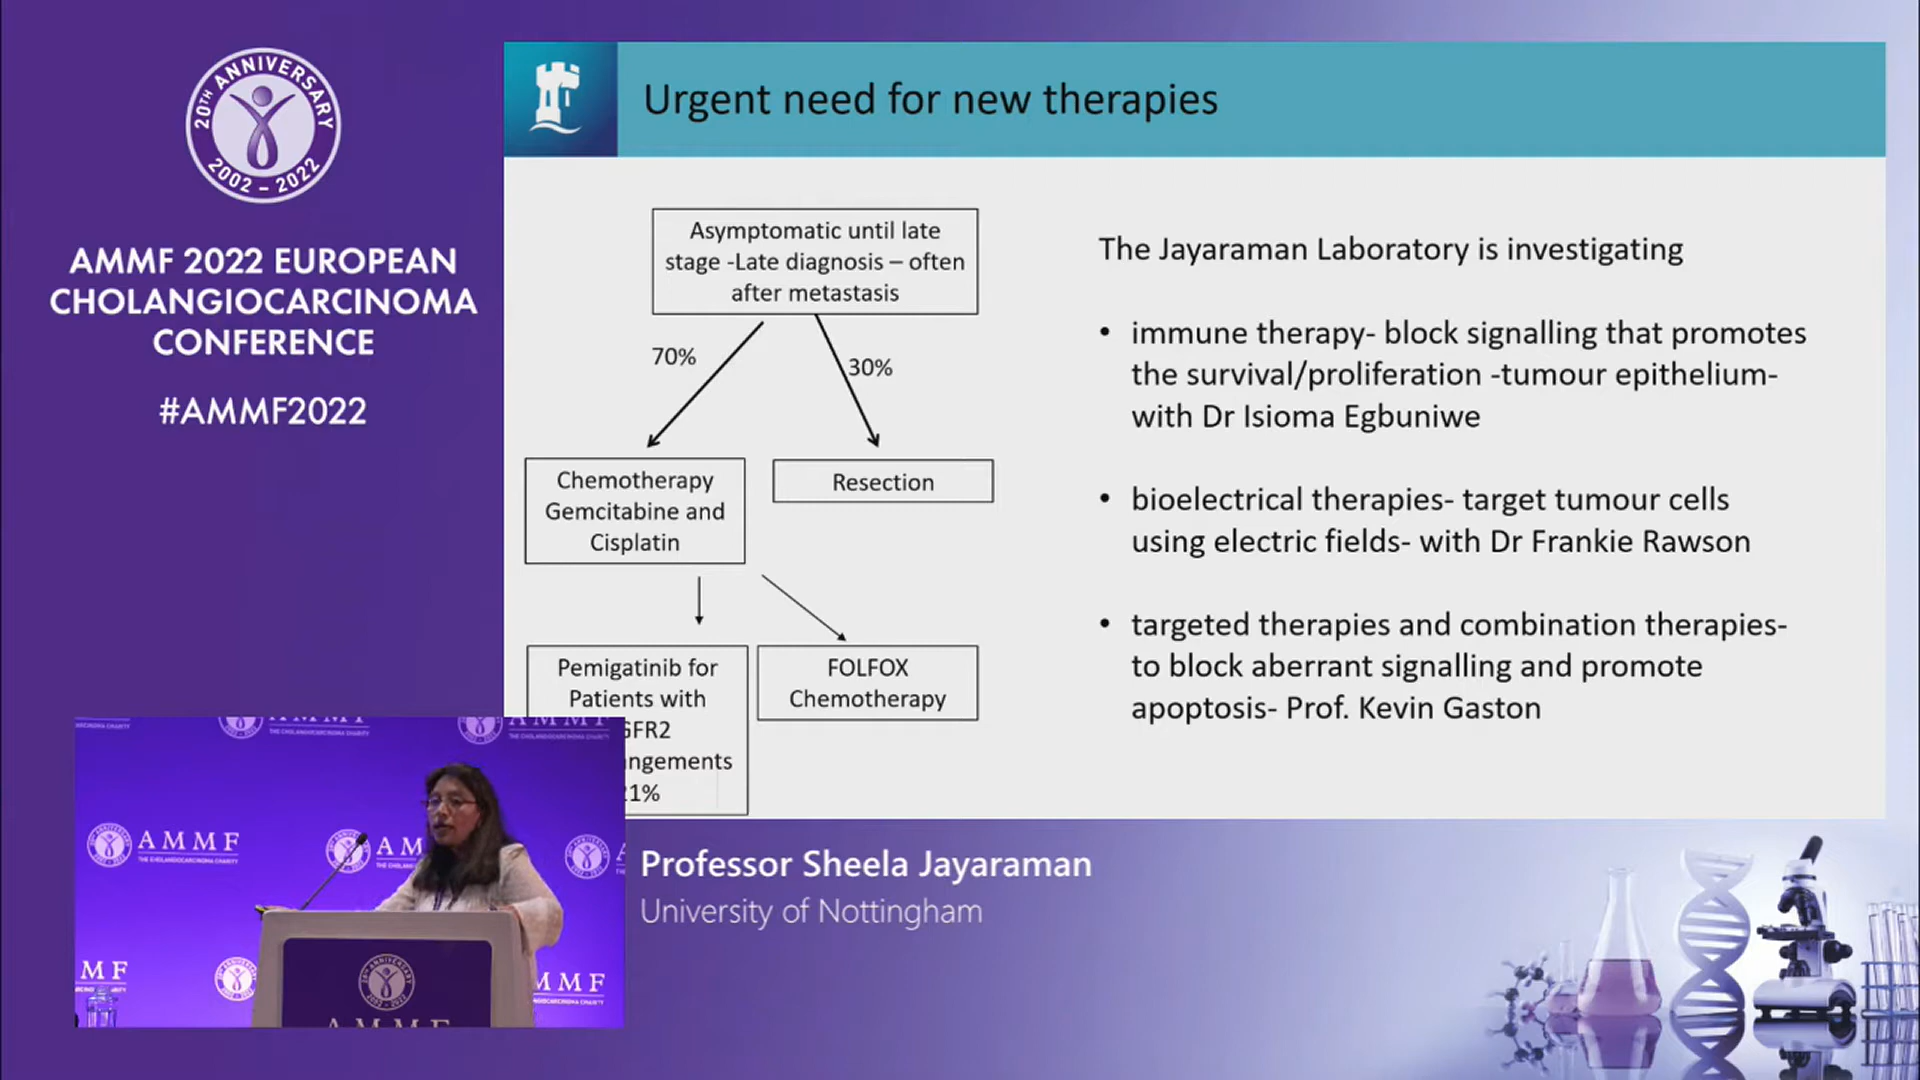 20TH ANNIVERSARY
2002 – 2022
AMMF 2022 EUROPEAN
CHOLANGIOCARCINOMA
CONFERENCE
#AMMF2022
Urgent need for new therapies
Asymptomatic until late
stage -Late diagnosis – often
after metastasis
70%
30%
Chemotherapy
Gemcitabine and
Cisplatin
Resection
Pemigatinib for
Patients with
GFR2
ngements
21%
FOLFOX
Chemotherapy
The Jayaraman Laboratory is investigating
• immune therapy- block signalling that promotes
the survival/proliferation -tumour epithelium-
with Dr Isioma Egbuniwe
• bioelectrical therapies- target tumour cells
using electric fields- with Dr Frankie Rawson
• targeted therapies and combination therapies-
to block aberrant signalling and promote
apoptosis- Prof. Kevin Gaston
AMMF
THE CHOLANGIOCARCINOMA CHARITY
AM
MF
MMF
AMMF
Professor Sheela Jayaraman
University of Nottingham